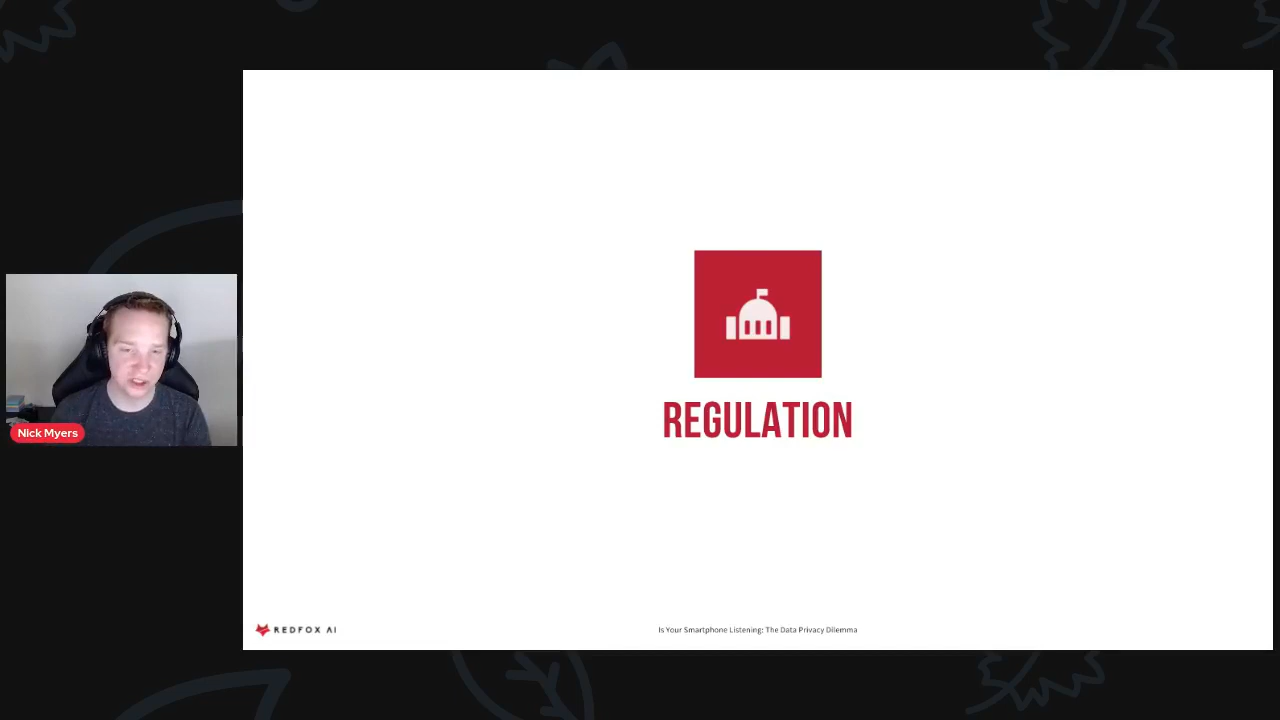 REGULATION
Nick Myers
REDFOX AI
Is Your Smartphone Listening: The Data Privacy Dilemma